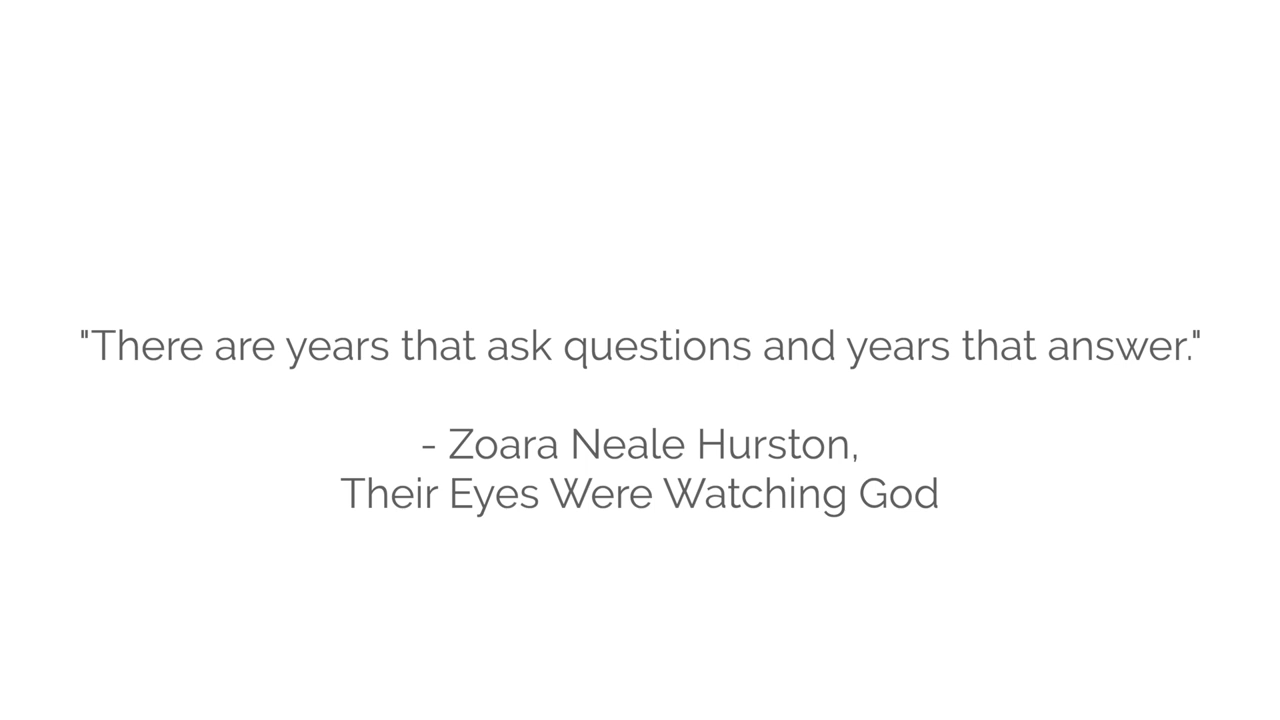 "There are years that ask questions and years that answer."
- Zoara Neale Hurston,
Their Eyes Were Watching God